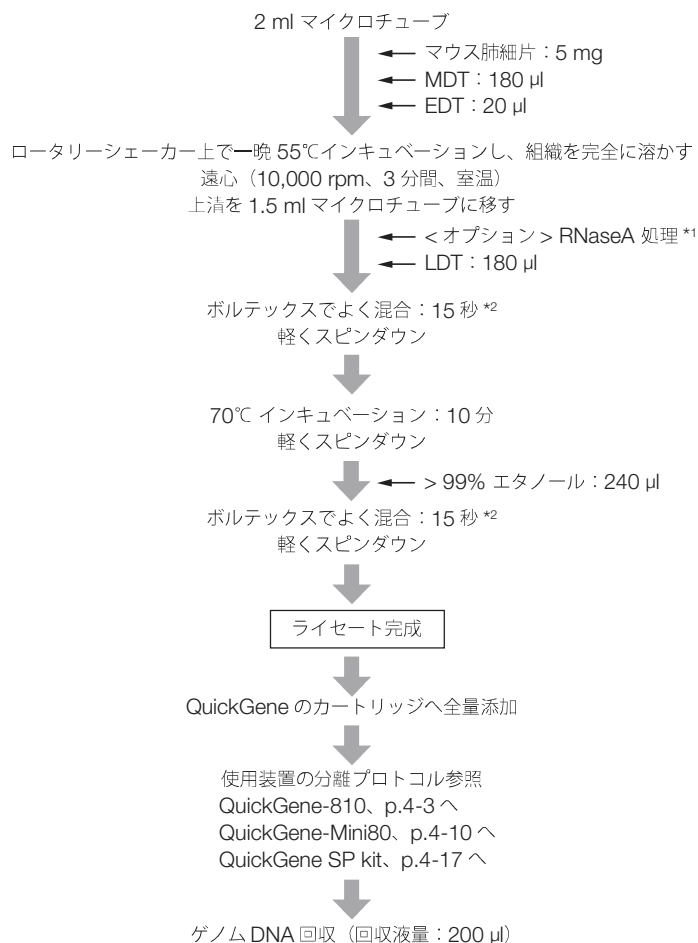 2 ml マイクロチューブ
マウス肺細片：5 mg
MDT：180 μl
EDT：20 μl
ロータリーシェーカー上で一晩 55℃インキュベーションし、組織を完全に溶かす
遠心（10,000 rpm、3 分間、室温）
上清を 1.5 ml マイクロチューブに移す
< オプション > RNaseA 処理 *1
LDT：180 μl
ボルテックスでよく混合：15 秒 *2
軽くスピンダウン
70℃ インキュベーション：10 分
軽くスピンダウン
> 99% エタノール：240 μl
ボルテックスでよく混合：15 秒 *2
軽くスピンダウン
ライセート完成
QuickGene のカートリッジへ全量添加
使用装置の分離プロトコル参照
QuickGene-810、p.4-3 へ
QuickGene-Mini80、p.4-10 へ
QuickGene SP kit、p.4-17 へ
ゲノム DNA 回収（回収液量：200 μl）